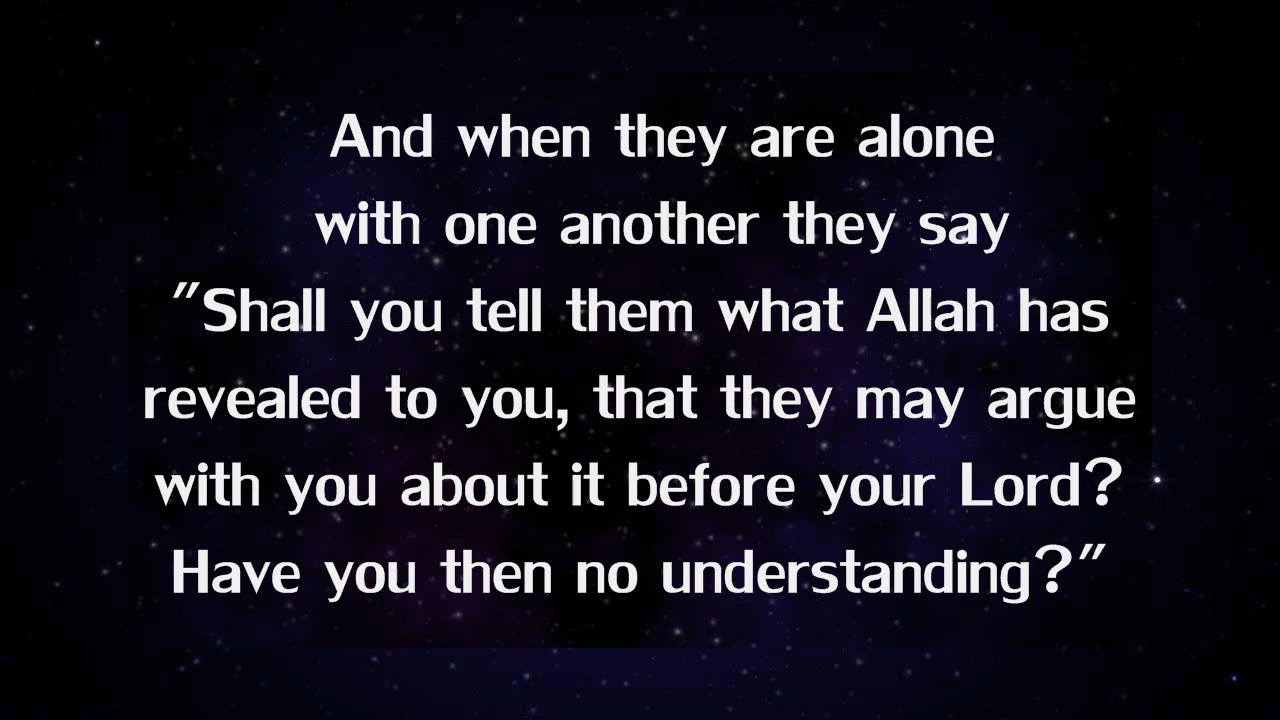 And when they are alone
with one another they say
"Shall you tell them what Allah has
revealed to you, that they may argue
with you about it before your Lord?
Have you then no understanding?"